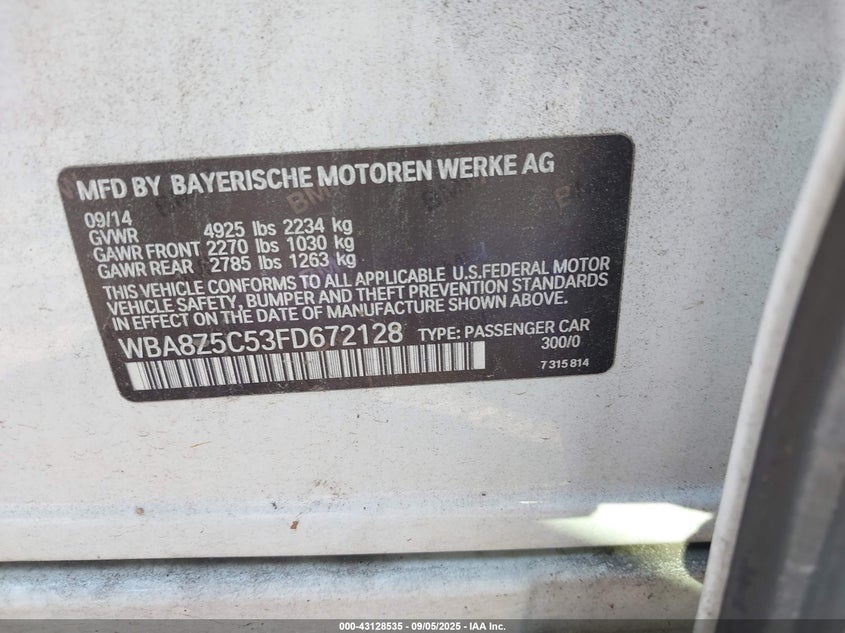 MFD BY BAYERISCHE MOTOREN WERKE AG
09/14
GVWR 4925 lbs 2234 kg
GAWR FRONT 2270 lbs 1030 kg
GAWR REAR 2785 lbs 1263 kg
THIS VEHICLE CONFORMS TO ALL APPLICABLE U.S.FEDERAL MOTOR
VEHICLE SAFETY, BUMPER AND THEFT PREVENTION STANDARDS
IN EFFECT ON THE DATE OF MANUFACTURE SHOWN ABOVE.
WBA8Z5C53FD672128 TYPE: PASSENGER CAR
300/0
7 315 814
000-43128535 - 09/05/2025 - IAA Inc.